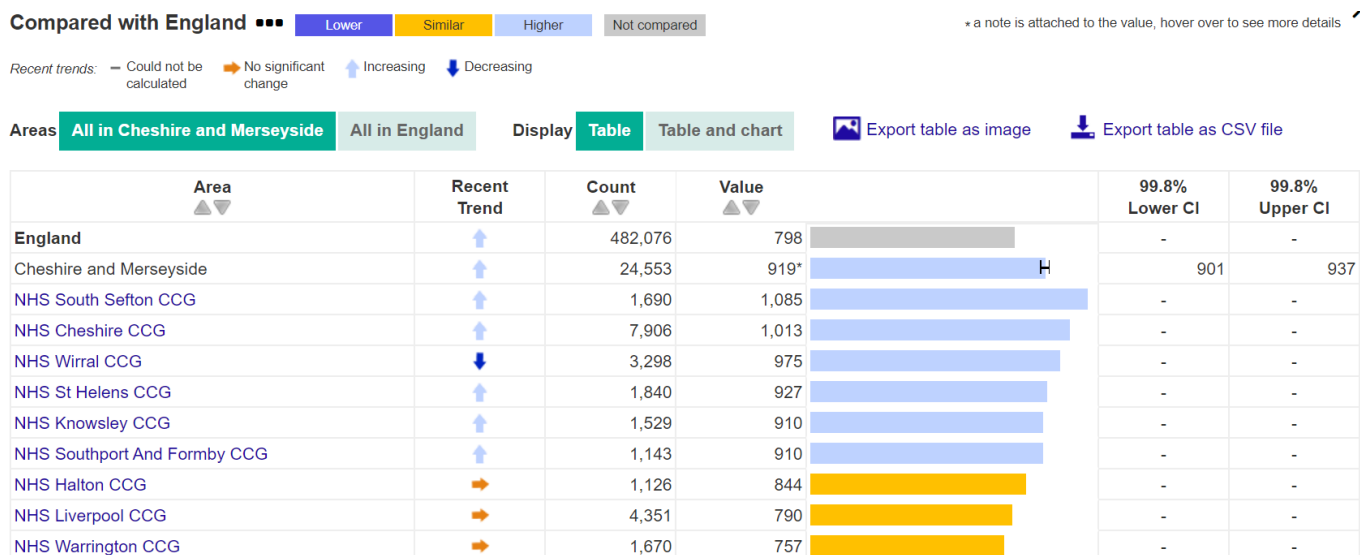 Compared with England ••• Lower Similar Higher Not compared * a note is attached to the value, hover over to see more details
Recent trends: – Could not be calculated No significant change Increasing Decreasing
Areas All in Cheshire and Merseyside All in England Display Table Table and chart Export table as image Export table as CSV file
Area Recent Trend Count Value 99.8% Lower CI 99.8% Upper CI
England 482,076 798 - -
Cheshire and Merseyside 24,553 919* 901 937
NHS South Sefton CCG 1,690 1,085 - -
NHS Cheshire CCG 7,906 1,013 - -
NHS Wirral CCG 3,298 975 - -
NHS St Helens CCG 1,840 927 - -
NHS Knowsley CCG 1,529 910 - -
NHS Southport And Formby CCG 1,143 910 - -
NHS Halton CCG 1,126 844 - -
NHS Liverpool CCG 4,351 790 - -
NHS Warrington CCG 1,670 757 - -